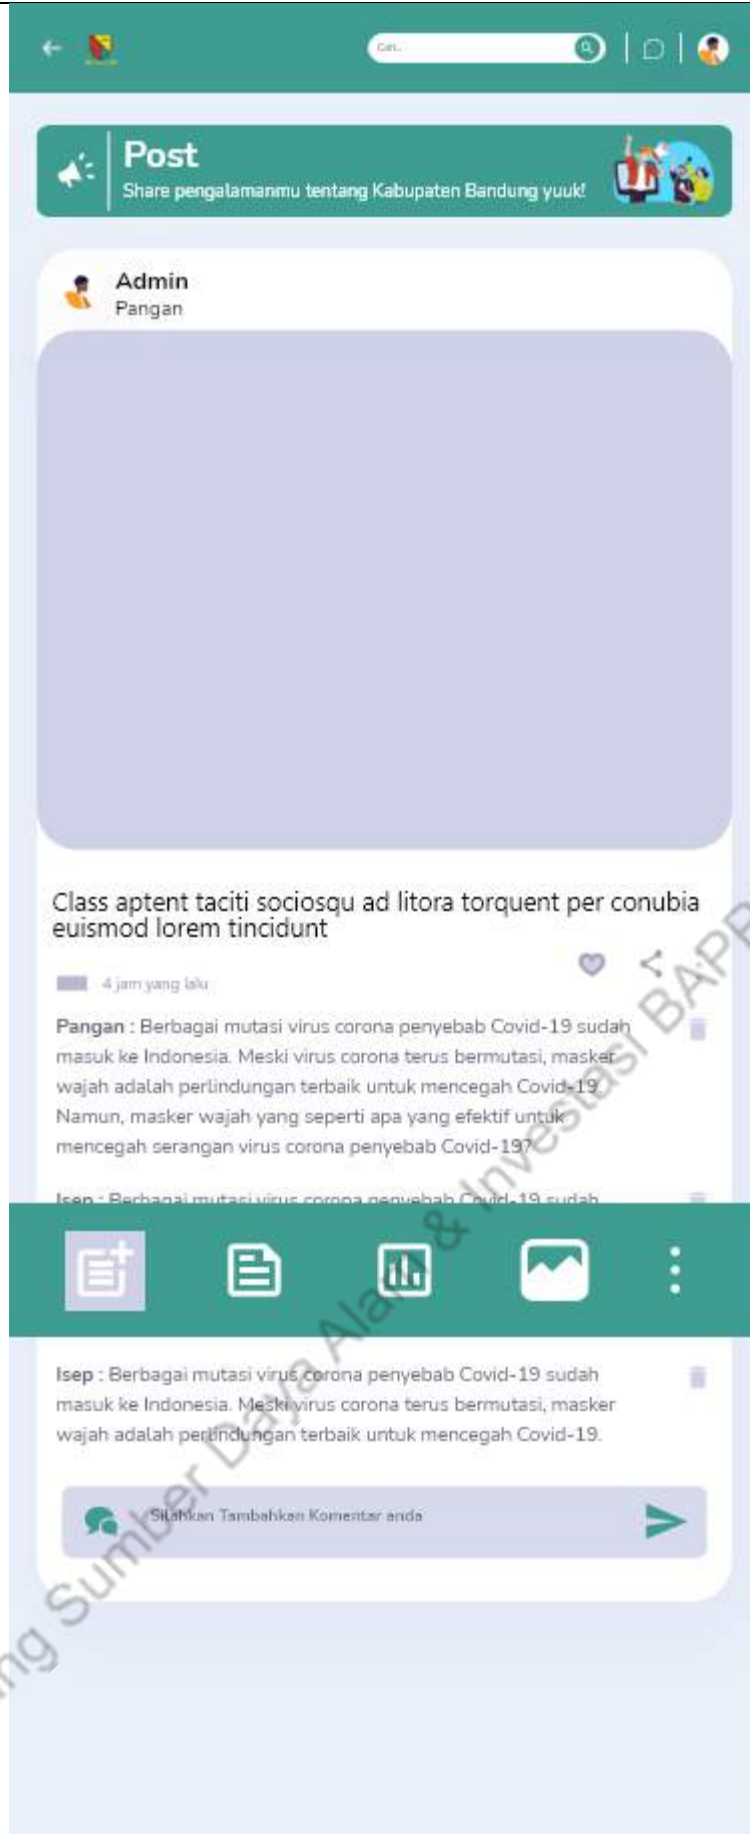 Cari..
Post
Share pengalamanmu tentang Kabupaten Bandung yuuk!
Admin
Pangan
Class aptent taciti sociosqu ad litora torquent per conubia
euismod lorem tincidunt
4 jam yang lalu
Pangan : Berbagai mutasi virus corona penyebab Covid-19 sudah
masuk ke Indonesia. Meski virus corona terus bermutasi, masker
wajah adalah perlindungan terbaik untuk mencegah Covid-19.
Namun, masker wajah yang seperti apa yang efektif untuk
mencegah serangan virus corona penyebab Covid-19?
Isep : Berbagai mutasi virus corona penyebab Covid-19 sudah
Isep : Berbagai mutasi virus corona penyebab Covid-19 sudah
masuk ke Indonesia. Meski virus corona terus bermutasi, masker
wajah adalah perlindungan terbaik untuk mencegah Covid-19.
Silahkan Tambahkan Komentar anda
Sumber Daya Alam & Investasi